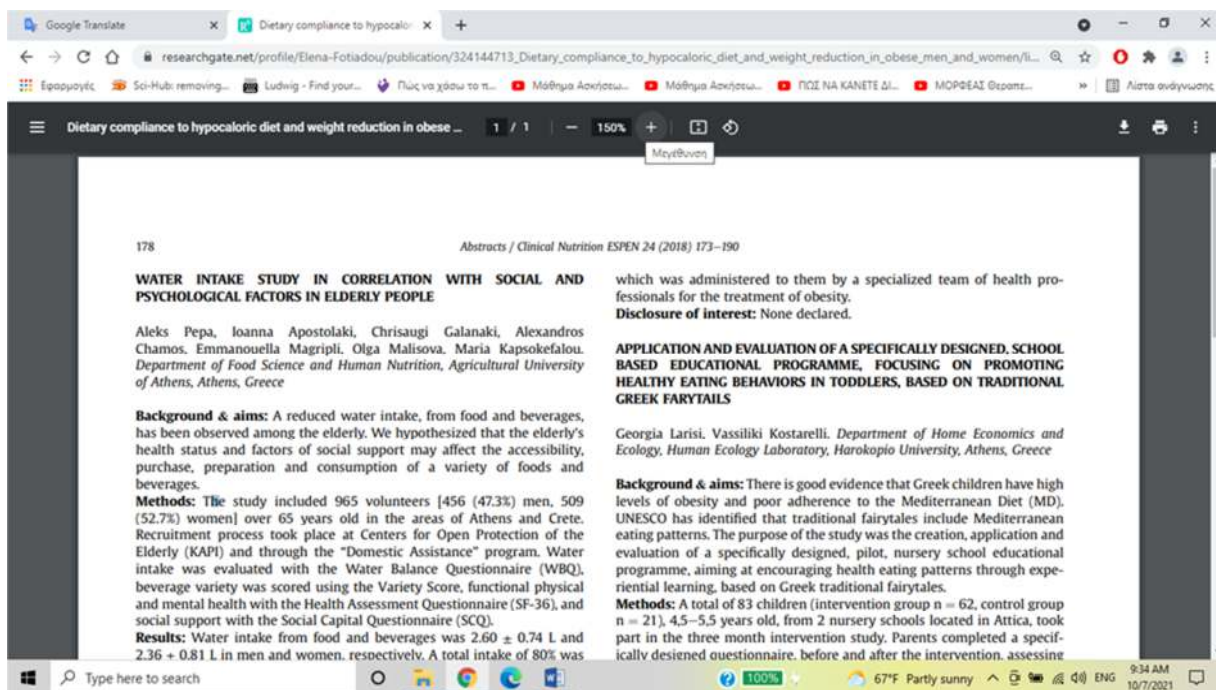 Google Translate
Dietary compliance to hypocalor
researchgate.net/profile/Elena-Fotiadou/publication/324144713_Dietary_compliance_to_hypocaloric_diet_and_weight_reduction_in_obese_men_and_women/li...
Εφαρμογές Sci-Hub: removing... Ludwig - Find your... Πώς να χάσω το π... Μάθημα Ασκήσεω... Μάθημα Ασκήσεω... ΠΩΣ ΝΑ ΚΑΝΕΤΕ ΔΙ... ΜΟΡΦΕΑΣ Θεραπε... » Λίστα ανάγνωσης
Dietary compliance to hypocaloric diet and weight reduction in obese ... 1 / 1 — 150% +
Μεγέθυνση
178 Abstracts / Clinical Nutrition ESPEN 24 (2018) 173–190
WATER INTAKE STUDY IN CORRELATION WITH SOCIAL AND
PSYCHOLOGICAL FACTORS IN ELDERLY PEOPLE
Aleks Pepa, Ioanna Apostolaki, Chrisaugi Galanaki, Alexandros
Chamos, Emmanouella Magripli, Olga Malisova, Maria Kapsokefalou.
Department of Food Science and Human Nutrition, Agricultural University
of Athens, Athens, Greece
Background & aims: A reduced water intake, from food and beverages,
has been observed among the elderly. We hypothesized that the elderly's
health status and factors of social support may affect the accessibility,
purchase, preparation and consumption of a variety of foods and
beverages.
Methods: The study included 965 volunteers [456 (47.3%) men, 509
(52.7%) women] over 65 years old in the areas of Athens and Crete.
Recruitment process took place at Centers for Open Protection of the
Elderly (KAPI) and through the "Domestic Assistance" program. Water
intake was evaluated with the Water Balance Questionnaire (WBQ),
beverage variety was scored using the Variety Score, functional physical
and mental health with the Health Assessment Questionnaire (SF-36), and
social support with the Social Capital Questionnaire (SCQ).
Results: Water intake from food and beverages was 2.60 ± 0.74 L and
2.36 ± 0.81 L in men and women, respectively. A total intake of 80% was
which was administered to them by a specialized team of health pro-
fessionals for the treatment of obesity.
Disclosure of interest: None declared.
APPLICATION AND EVALUATION OF A SPECIFICALLY DESIGNED, SCHOOL
BASED EDUCATIONAL PROGRAMME, FOCUSING ON PROMOTING
HEALTHY EATING BEHAVIORS IN TODDLERS, BASED ON TRADITIONAL
GREEK FARYTAILS
Georgia Larisi, Vassiliki Kostarelli. Department of Home Economics and
Ecology, Human Ecology Laboratory, Harokopio University, Athens, Greece
Background & aims: There is good evidence that Greek children have high
levels of obesity and poor adherence to the Mediterranean Diet (MD).
UNESCO has identified that traditional fairytales include Mediterranean
eating patterns. The purpose of the study was the creation, application and
evaluation of a specifically designed, pilot, nursery school educational
programme, aiming at encouraging health eating patterns through expe-
riential learning, based on Greek traditional fairytales.
Methods: A total of 83 children (intervention group n = 62, control group
n = 21), 4,5–5,5 years old, from 2 nursery schools located in Attica, took
part in the three month intervention study. Parents completed a specif-
ically designed questionnaire, before and after the intervention, assessing
Type here to search 100% 67°F Partly sunny ENG 9:34 AM
10/7/2021